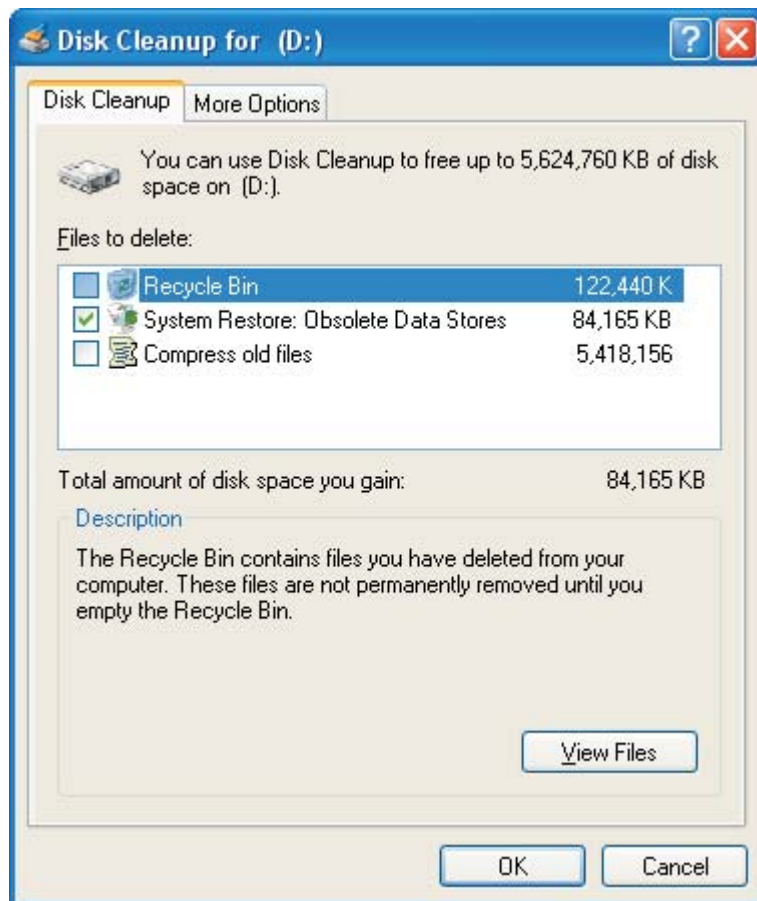 Disk Cleanup for (D:)
Disk Cleanup
More Options
You can use Disk Cleanup to free up to 5,624,760 KB of disk
space on (D:).
Files to delete:
Recycle Bin 122,440 K
System Restore: Obsolete Data Stores 84,165 KB
Compress old files 5,418,156
Total amount of disk space you gain: 84,165 KB
Description
The Recycle Bin contains files you have deleted from your
computer. These files are not permanently removed until you
empty the Recycle Bin.
View Files
OK Cancel